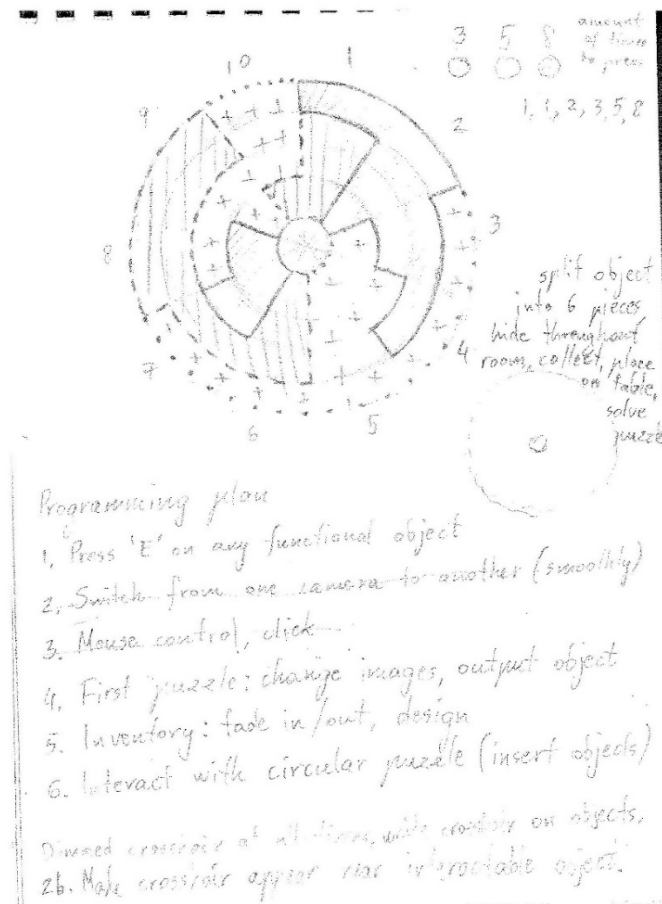 3 5 8
amount
of times
to press
1, 1, 2, 3, 5, 8
10 1
9 2
8 3
7 4
6 5
split object
into 6 pieces
hide throughout
room, collect, place
on table,
solve
puzzle
Programming plan
1. Press 'E' on any functional object
2. Switch from one camera to another (smoothly)
3. Mouse control, click
4. First puzzle: change images, output object
5. Inventory: fade in/out, design
6. Interact with circular puzzle (insert objects)
Dimmed crosshair at all times, white crosshair on objects,
2b. Make crosshair appear near interactable object.